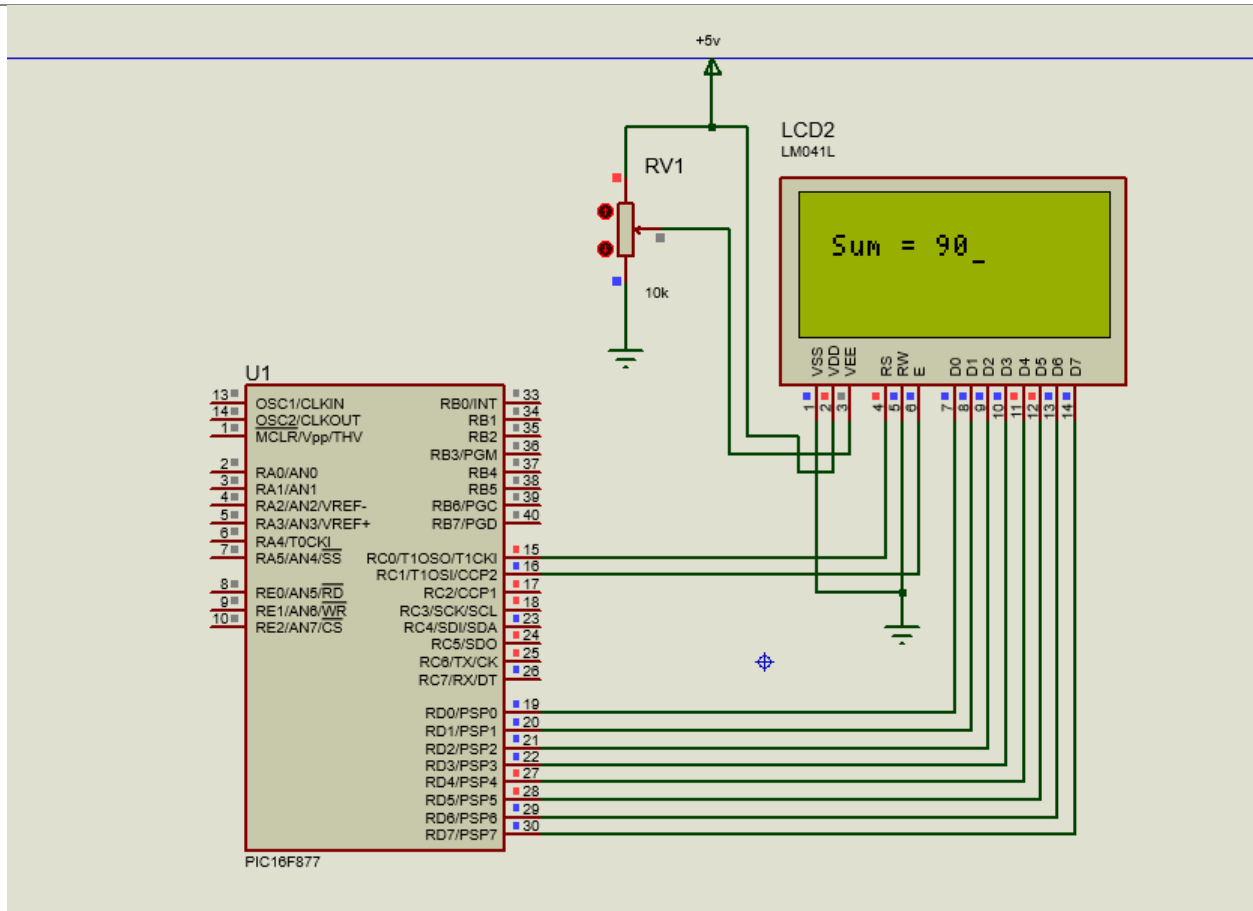 +5v
LCD2
LM041L
RV1
10k
Sum = 90_
VSS
VDD
VEE
RS
RW
E
D0
D1
D2
D3
D4
D5
D6
D7
1
2
3
4
5
6
7
8
9
10
11
12
13
14
U1
13 OSC1/CLKIN
14 OSC2/CLKOUT
1 MCLR/Vpp/THV
2 RA0/AN0
3 RA1/AN1
4 RA2/AN2/VREF-
5 RA3/AN3/VREF+
6 RA4/T0CKI
7 RA5/AN4/SS
8 RE0/AN5/RD
9 RE1/AN6/WR
10 RE2/AN7/CS
RB0/INT 33
RB1 34
RB2 35
RB3/PGM 36
RB4 37
RB5 38
RB6/PGC 39
RB7/PGD 40
RC0/T1OSO/T1CKI 15
RC1/T1OSI/CCP2 16
RC2/CCP1 17
RC3/SCK/SCL 18
RC4/SDI/SDA 23
RC5/SDO 24
RC6/TX/CK 25
RC7/RX/DT 26
RD0/PSP0 19
RD1/PSP1 20
RD2/PSP2 21
RD3/PSP3 22
RD4/PSP4 27
RD5/PSP5 28
RD6/PSP6 29
RD7/PSP7 30
PIC16F877